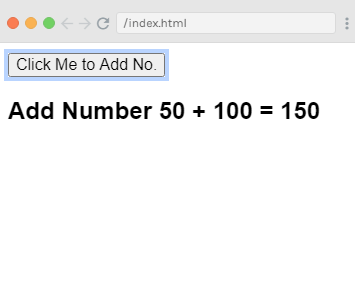 /index.html
Click Me to Add No.
Add Number 50 + 100 = 150